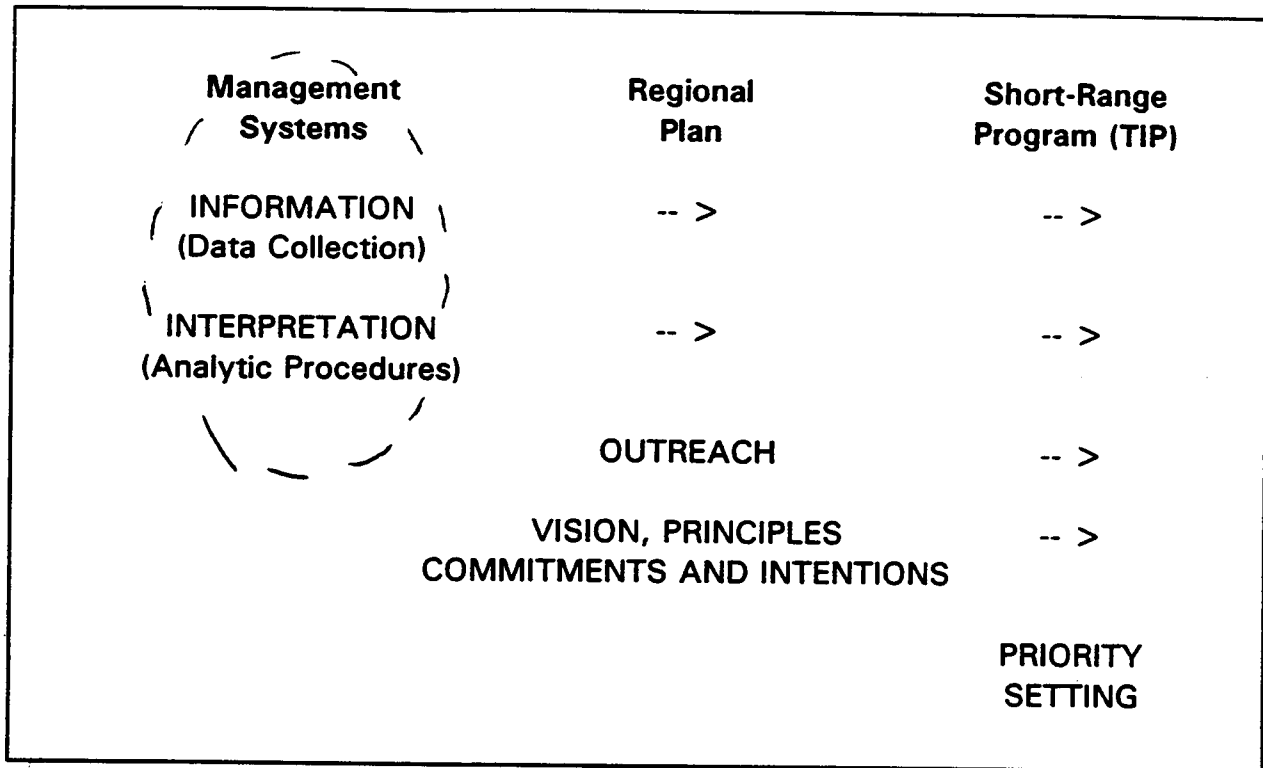 Management Regional Short-Range
Systems Plan Program (TIP)
INFORMATION -- > -- >
(Data Collection)
INTERPRETATION -- > -- >
(Analytic Procedures)
OUTREACH -- >
VISION, PRINCIPLES -- >
COMMITMENTS AND INTENTIONS
PRIORITY
SETTING